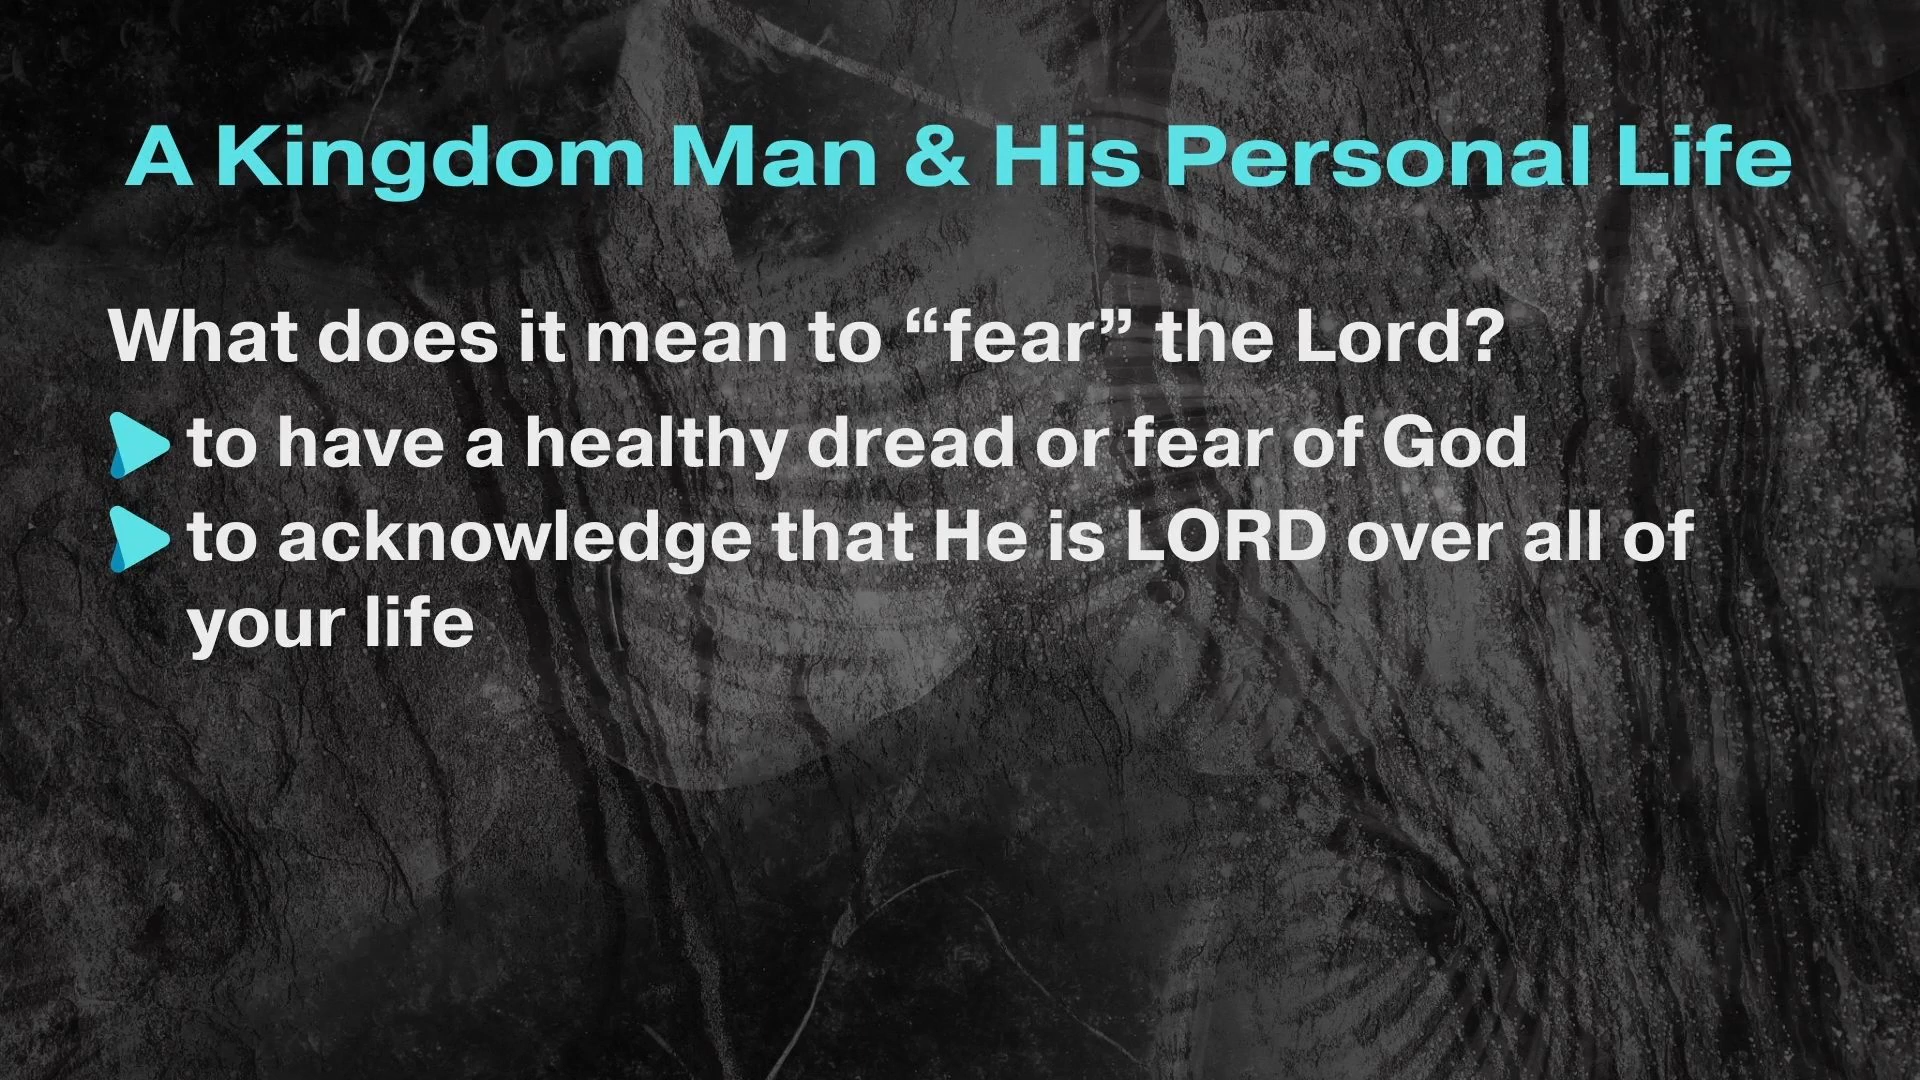 A Kingdom Man & His Personal Life
What does it mean to “fear” the Lord?
to have a healthy dread or fear of God
to acknowledge that He is LORD over all of
your life